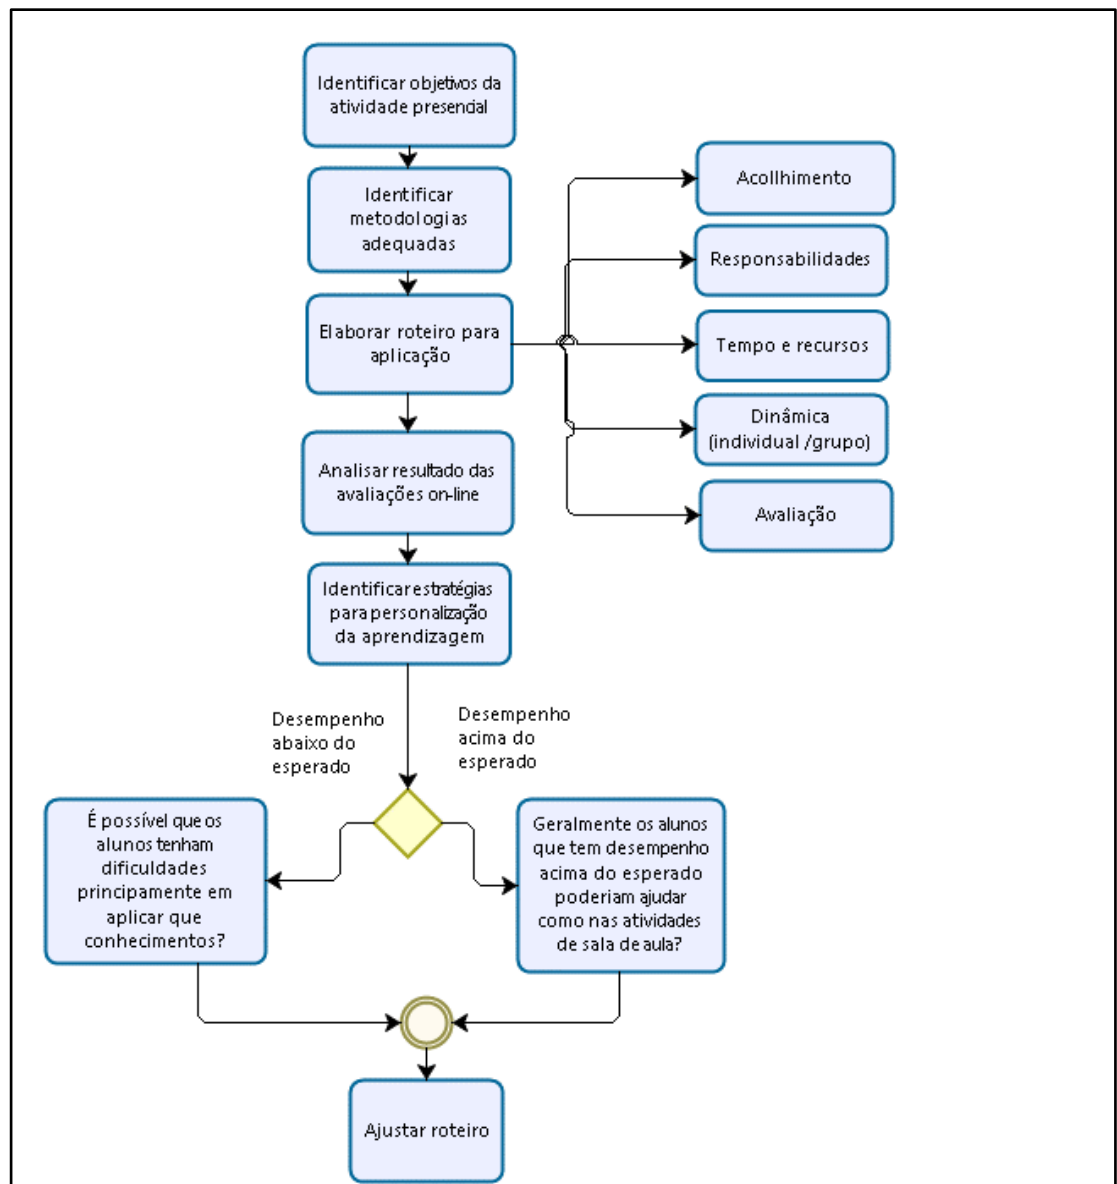 Identificar objetivos da
atividade presencial
Identificar
metodologias
adequadas
Elaborar roteiro para
aplicação
Acollhimento
Responsabilidades
Tempo e recursos
Dinâmica
(individual /grupo)
Avaliação
Analisar resultado das
avaliações on-line
Identificar estratégias
para personalização
da aprendizagem
Desempenho
abaixo do
esperado
Desempenho
acima do
esperado
É possível que os
alunos tenham
dificuldades
principamente em
aplicar que
conhecimentos?
Geralmente os alunos
que tem desempenho
acima do esperado
poderiam ajudar
como nas atividades
de sala de aula?
Ajustar roteiro